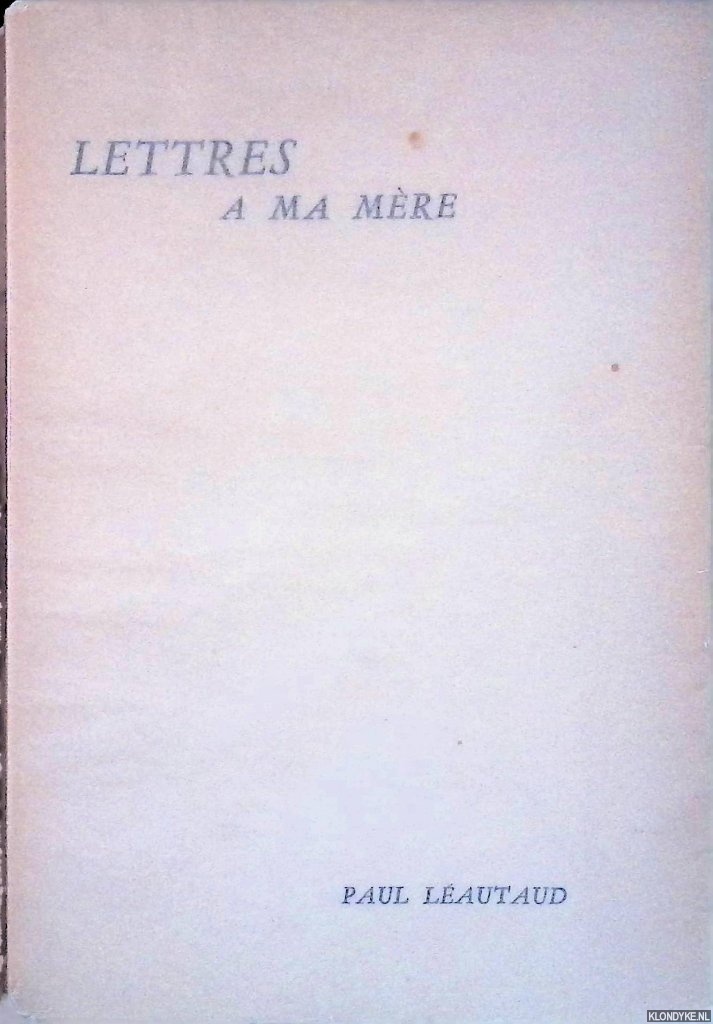 LETTRES
A MA MÈRE
PAUL LÉAUTAUD
KLONDYKE.NL